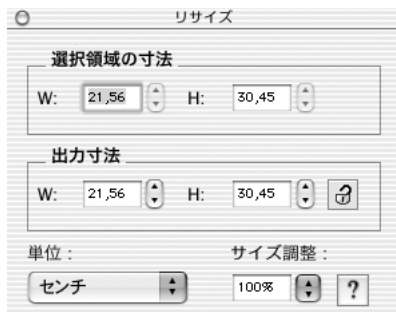 リサイズ
選択領域の寸法
W: 21,56 H: 30,45
出力寸法
W: 21,56 H: 30,45
単位 : サイズ調整 :
センチ 100% ?